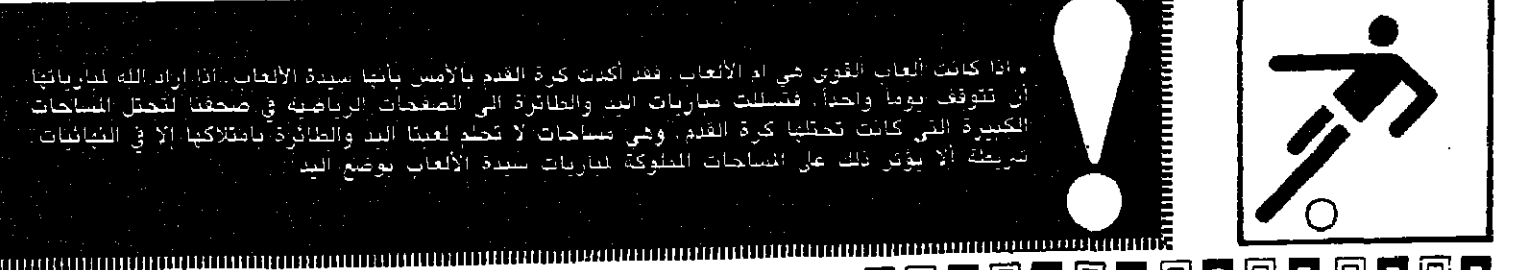 • اذا كانت ألعاب القوى هي ام الألعاب. فقد أكدت كرة القدم بالأمس بأنها سيدة الألعاب. اذا اراد الله لمبارياتها
أن تتوقف يوما واحدا. فتسللت مباريات اليد والطائرة الى الصفحات الرياضية في صحفنا لتحتل المساحات
الكبيرة التي كانت تحتلها كرة القدم. وهي مساحات لا تحلم لعبتا اليد والطائرة بامتلاكها إلا في النهائيات.
شريطة ألا يؤثر ذلك على المساحات المملوكة لمباريات سيدة الألعاب بوضع اليد
!